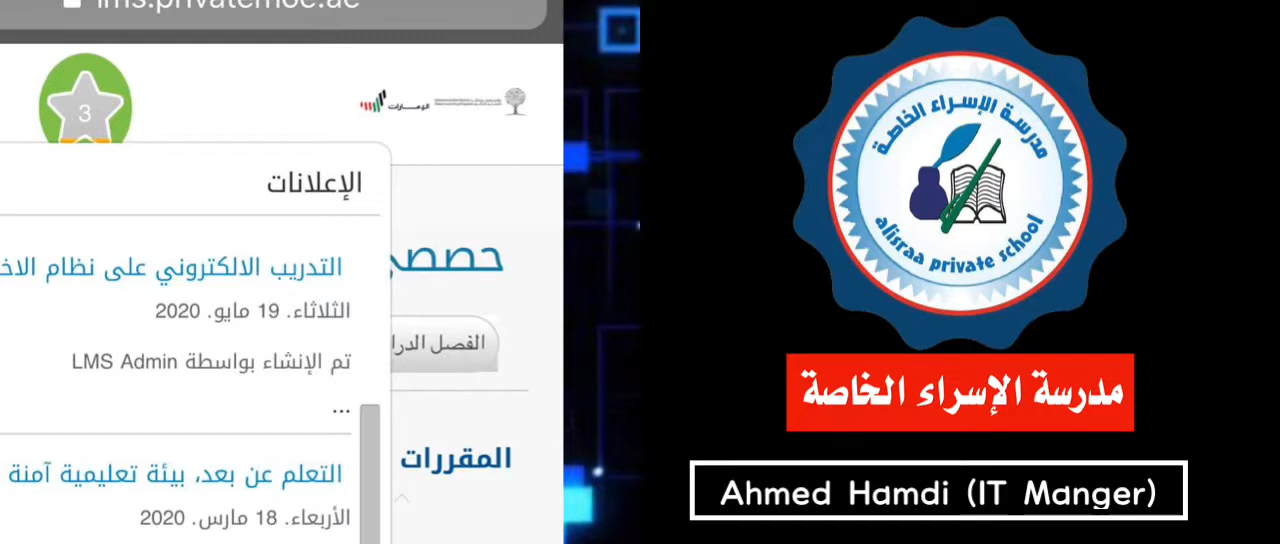 lms.privatemoe.ae
3
الإمارات
الإعلانات
التدريب الالكتروني على نظام
الثلاثاء. 19 مايو. 2020
تم الإنشاء بواسطة LMS Admin
...
التعلم عن بعد، بيئة تعليمية آمنة
الأربعاء. 18 مارس. 2020
حصصي
الفصل
المقررات
مدرسة الإسراء الخاصة
alisraa private school
مدرسة الإسراء الخاصة
Ahmed Hamdi (IT Manger)